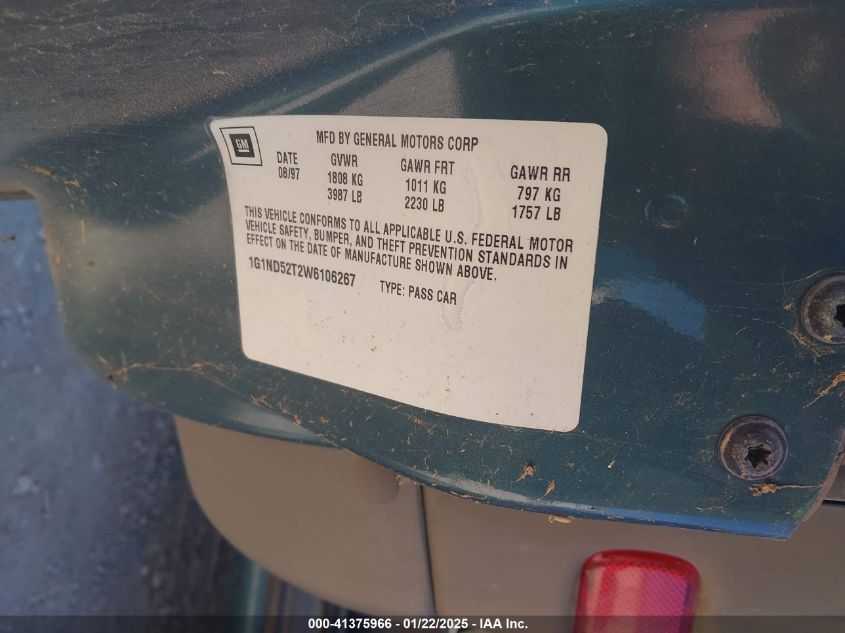 GM
MFD BY GENERAL MOTORS CORP
DATE GVWR GAWR FRT GAWR RR
08/97 1808 KG 1011 KG 797 KG
3987 LB 2230 LB 1757 LB
THIS VEHICLE CONFORMS TO ALL APPLICABLE U.S. FEDERAL MOTOR
VEHICLE SAFETY, BUMPER, AND THEFT PREVENTION STANDARDS IN
EFFECT ON THE DATE OF MANUFACTURE SHOWN ABOVE.
1G1ND52T2W6106267 TYPE: PASS CAR
000-41375966 - 01/22/2025 - IAA Inc.